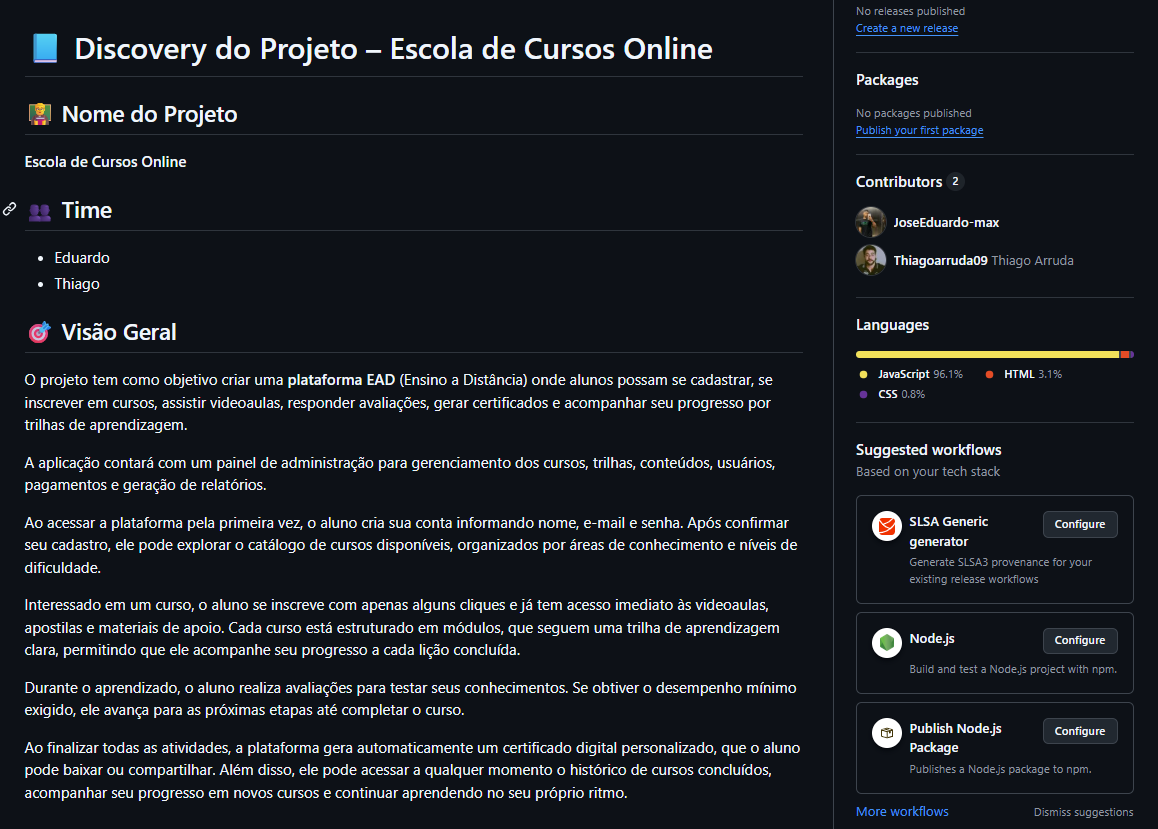 Discovery do Projeto – Escola de Cursos Online
Nome do Projeto
Escola de Cursos Online
Time
Eduardo
Thiago
Visão Geral
O projeto tem como objetivo criar uma plataforma EAD (Ensino a Distância) onde alunos possam se cadastrar, se
inscrever em cursos, assistir videoaulas, responder avaliações, gerar certificados e acompanhar seu progresso por
trilhas de aprendizagem.
A aplicação contará com um painel de administração para gerenciamento dos cursos, trilhas, conteúdos, usuários,
pagamentos e geração de relatórios.
Ao acessar a plataforma pela primeira vez, o aluno cria sua conta informando nome, e-mail e senha. Após confirmar
seu cadastro, ele pode explorar o catálogo de cursos disponíveis, organizados por áreas de conhecimento e níveis de
dificuldade.
Interessado em um curso, o aluno se inscreve com apenas alguns cliques e já tem acesso imediato às videoaulas,
apostilas e materiais de apoio. Cada curso está estruturado em módulos, que seguem uma trilha de aprendizagem
clara, permitindo que ele acompanhe seu progresso a cada lição concluída.
Durante o aprendizado, o aluno realiza avaliações para testar seus conhecimentos. Se obtiver o desempenho mínimo
exigido, ele avança para as próximas etapas até completar o curso.
Ao finalizar todas as atividades, a plataforma gera automaticamente um certificado digital personalizado, que o aluno
pode baixar ou compartilhar. Além disso, ele pode acessar a qualquer momento o histórico de cursos concluídos,
acompanhar seu progresso em novos cursos e continuar aprendendo no seu próprio ritmo.
No releases published
Create a new release
Packages
No packages published
Publish your first package
Contributors 2
JoseEduardo-max
Thiagoarruda09 Thiago Arruda
Languages
JavaScript 96.1% HTML 3.1%
CSS 0.8%
Suggested workflows
Based on your tech stack
SLSA Generic
generator
Configure
Generate SLSA3 provenance for your
existing release workflows
Node.js
Configure
Build and test a Node.js project with npm.
Publish Node.js
Package
Configure
Publishes a Node.js package to npm.
More workflows
Dismiss suggestions